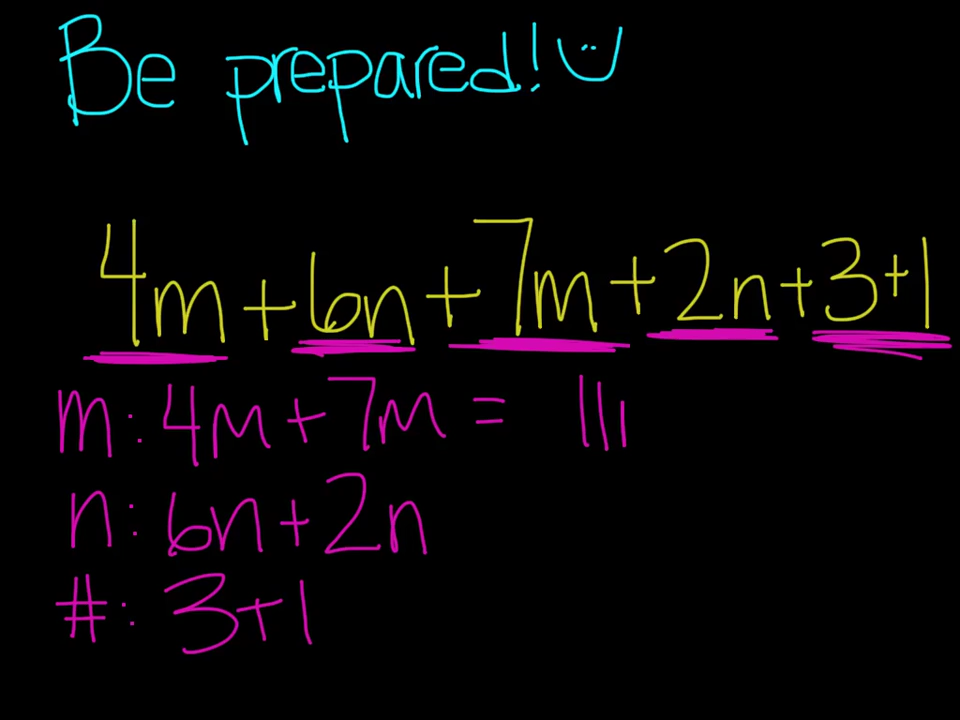 Be prepared! ¨⌣
4m+6n+7m+2n+3+1
m: 4m+7m = 11
n: 6n+2n
#: 3+1